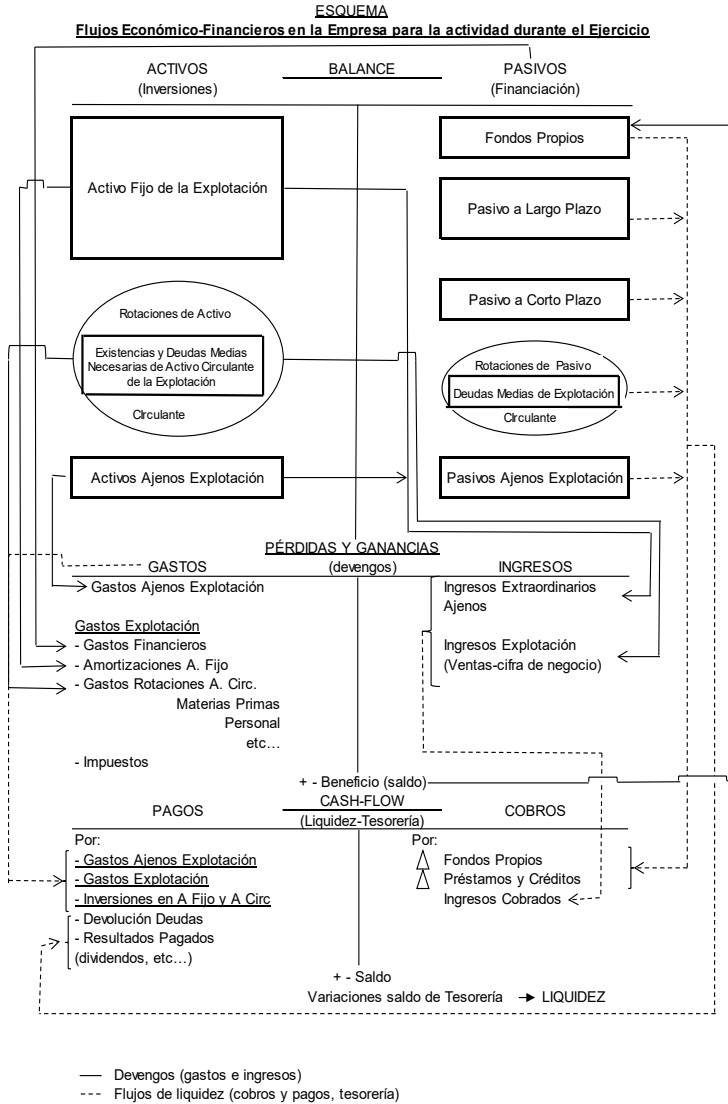 ESQUEMA
Flujos Económico-Financieros en la Empresa para la actividad durante el Ejercicio
ACTIVOS
(Inversiones)
BALANCE
PASIVOS
(Financiación)
Activo Fijo de la Explotación
Fondos Propios
Pasivo a Largo Plazo
Pasivo a Corto Plazo
Rotaciones de Activo
Existencias y Deudas Medias
Necesarias de Activo Circulante
de la Explotación
CIrculante
Rotaciones de Pasivo
Deudas Medias de Explotación
CIrculante
Activos Ajenos Explotación
Pasivos Ajenos Explotación
PÉRDIDAS Y GANANCIAS
GASTOS
(devengos)
INGRESOS
Gastos Ajenos Explotación
Ingresos Extraordinarios
Ajenos
Gastos Explotación
- Gastos Financieros
- Amortizaciones A. Fijo
- Gastos Rotaciones A. Circ.
Materias Primas
Personal
etc...
- Impuestos
Ingresos Explotación
(Ventas-cifra de negocio)
+ - Beneficio (saldo)
PAGOS
CASH-FLOW
(Liquidez-Tesorería)
COBROS
Por:
- Gastos Ajenos Explotación
- Gastos Explotación
- Inversiones en A Fijo y A Circ
- Devolución Deudas
- Resultados Pagados
(dividendos, etc...)
Por:
Fondos Propios
Préstamos y Créditos
Ingresos Cobrados
+ - Saldo
Variaciones saldo de Tesorería → LIQUIDEZ
Devengos (gastos e ingresos)
Flujos de liquidez (cobros y pagos, tesorería)